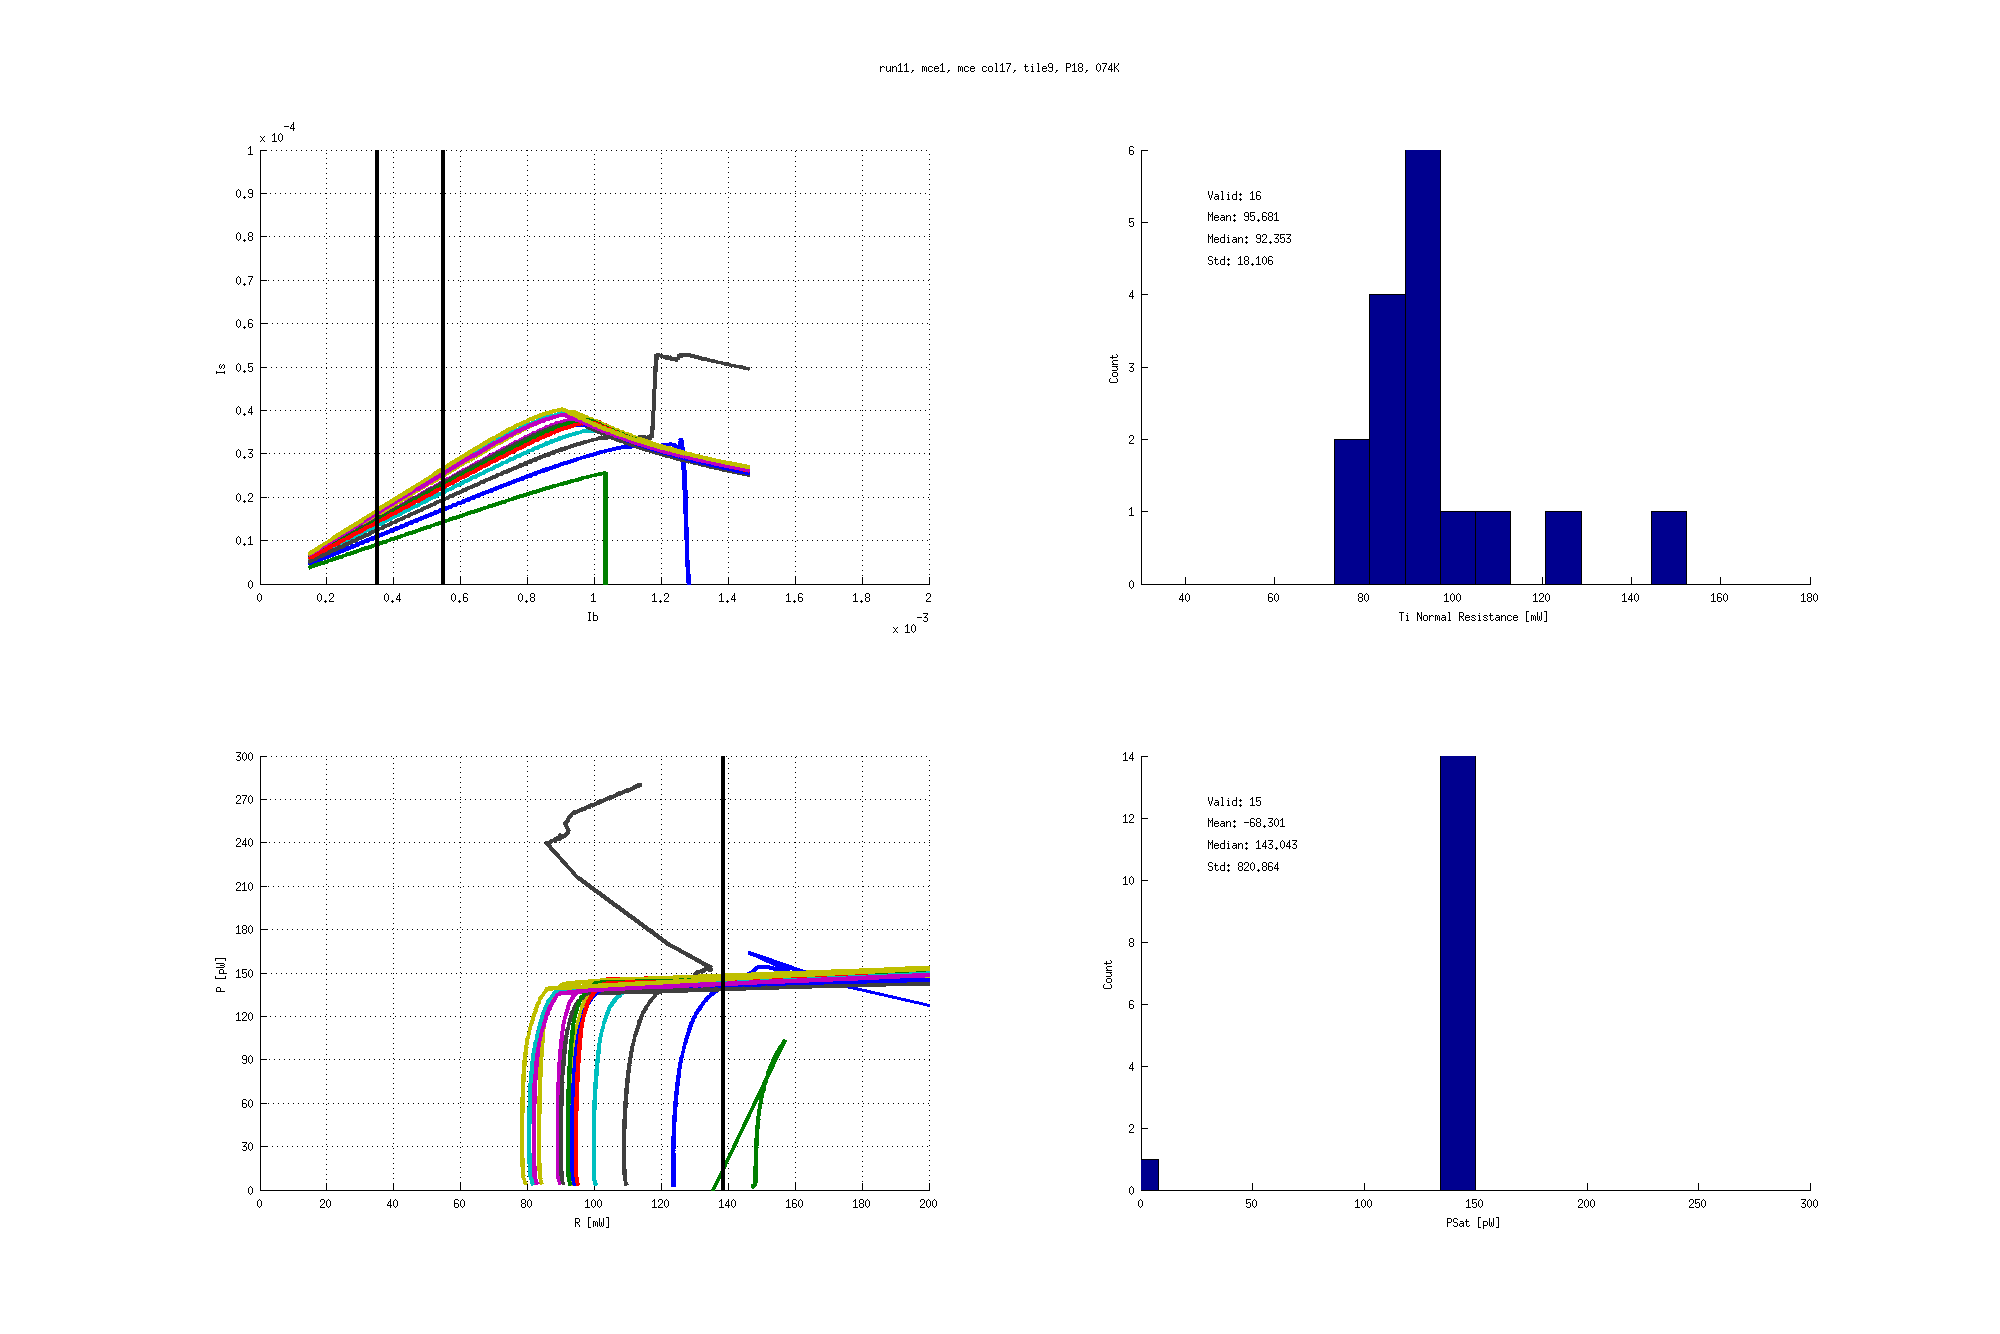 run11, mce1, mce col17, tile9, P18, 074K
x 10^-4
1
0.9
0.8
0.7
0.6
0.5
0.4
0.3
0.2
0.1
0
Is
0 0.2 0.4 0.6 0.8 1 1.2 1.4 1.6 1.8 2
Ib
x 10^-3
6
5
4
3
2
1
0
Count
Valid: 16
Mean: 95.681
Median: 92.353
Std: 18.106
40 60 80 100 120 140 160 180
Ti Normal Resistance [mW]
300
270
240
210
180
150
120
90
60
30
0
P [pW]
0 20 40 60 80 100 120 140 160 180 200
R [mW]
14
12
10
8
6
4
2
0
Count
Valid: 15
Mean: -68.301
Median: 143.043
Std: 820.864
0 50 100 150 200 250 300
PSat [pW]